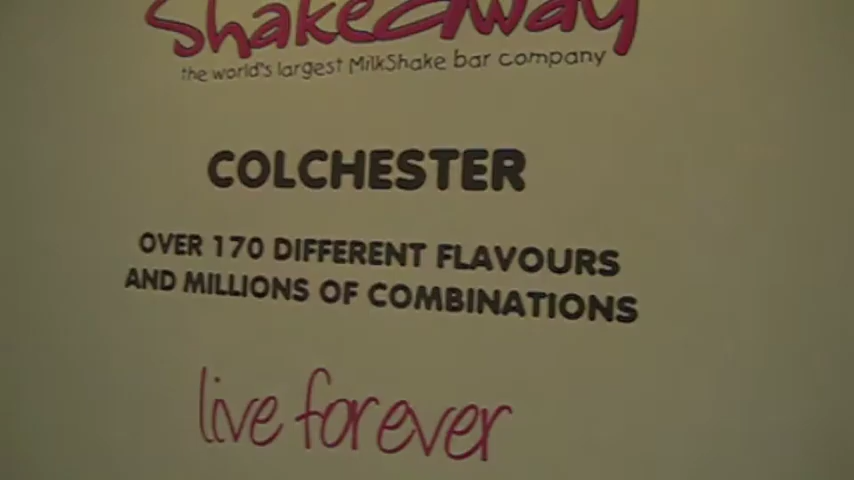 Shakeaway
the world's largest MilkShake bar company
COLCHESTER
OVER 170 DIFFERENT FLAVOURS
AND MILLIONS OF COMBINATIONS
live forever